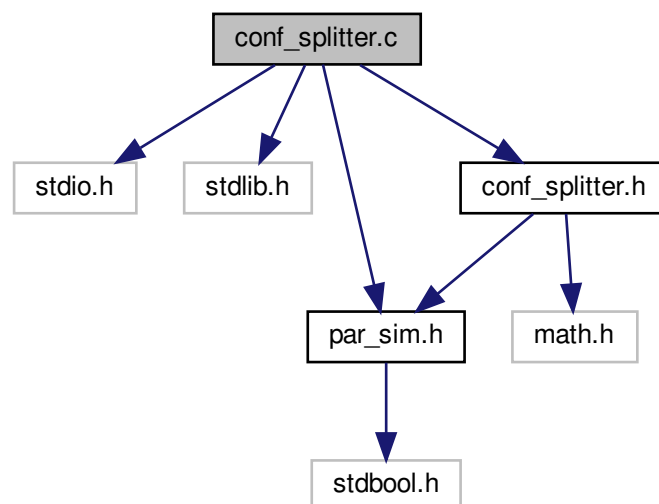 conf_splitter.c
stdio.h
stdlib.h
conf_splitter.h
par_sim.h
math.h
stdbool.h